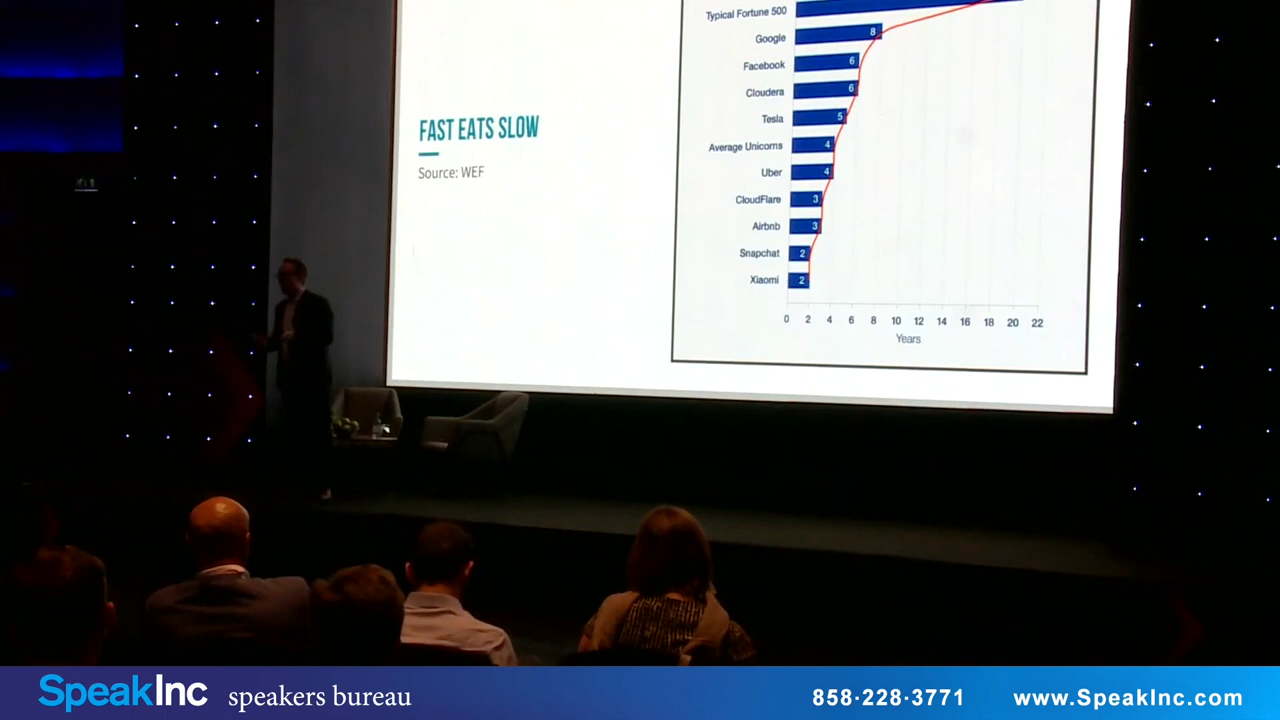 FAST EATS SLOW
Source: WEF
Typical Fortune 500
Google 8
Facebook 6
Cloudera 6
Tesla 5
Average Unicorns 4
Uber 4
CloudFlare 3
Airbnb 3
Snapchat 2
Xiaomi 2
0 2 4 6 8 10 12 14 16 18 20 22
Years
SpeakInc speakers bureau 858·228·3771 www.SpeakInc.com